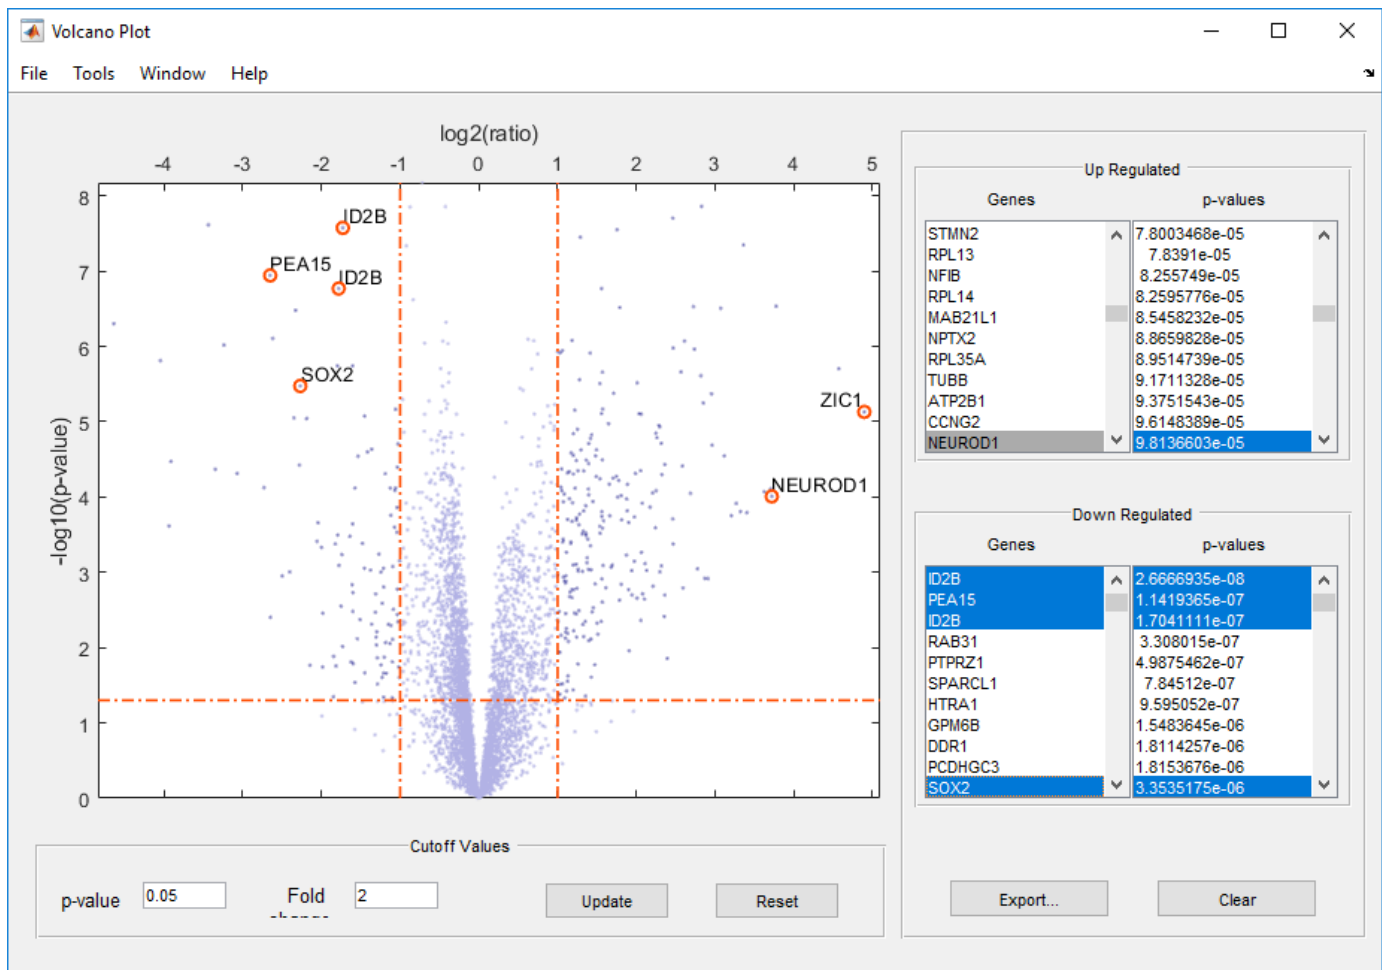 Volcano Plot
File Tools Window Help
log2(ratio)
-4 -3 -2 -1 0 1 2 3 4 5
8
7
6
5
4
3
2
1
0
-log10(p-value)
ID2B
PEA15
ID2B
SOX2
ZIC1
NEUROD1
Up Regulated
Genes p-values
STMN2 7.8003468e-05
RPL13 7.8391e-05
NFIB 8.255749e-05
RPL14 8.2595776e-05
MAB21L1 8.5458232e-05
NPTX2 8.8659828e-05
RPL35A 8.9514739e-05
TUBB 9.1711328e-05
ATP2B1 9.3751543e-05
CCNG2 9.6148389e-05
NEUROD1 9.8136603e-05
Down Regulated
Genes p-values
ID2B 2.6666935e-08
PEA15 1.1419365e-07
ID2B 1.7041111e-07
RAB31 3.308015e-07
PTPRZ1 4.9875462e-07
SPARCL1 7.84512e-07
HTRA1 9.595052e-07
GPM6B 1.5483645e-06
DDR1 1.8114257e-06
PCDHGC3 1.8153676e-06
SOX2 3.3535175e-06
Cutoff Values
p-value 0.05 Fold 2 Update Reset
Export... Clear